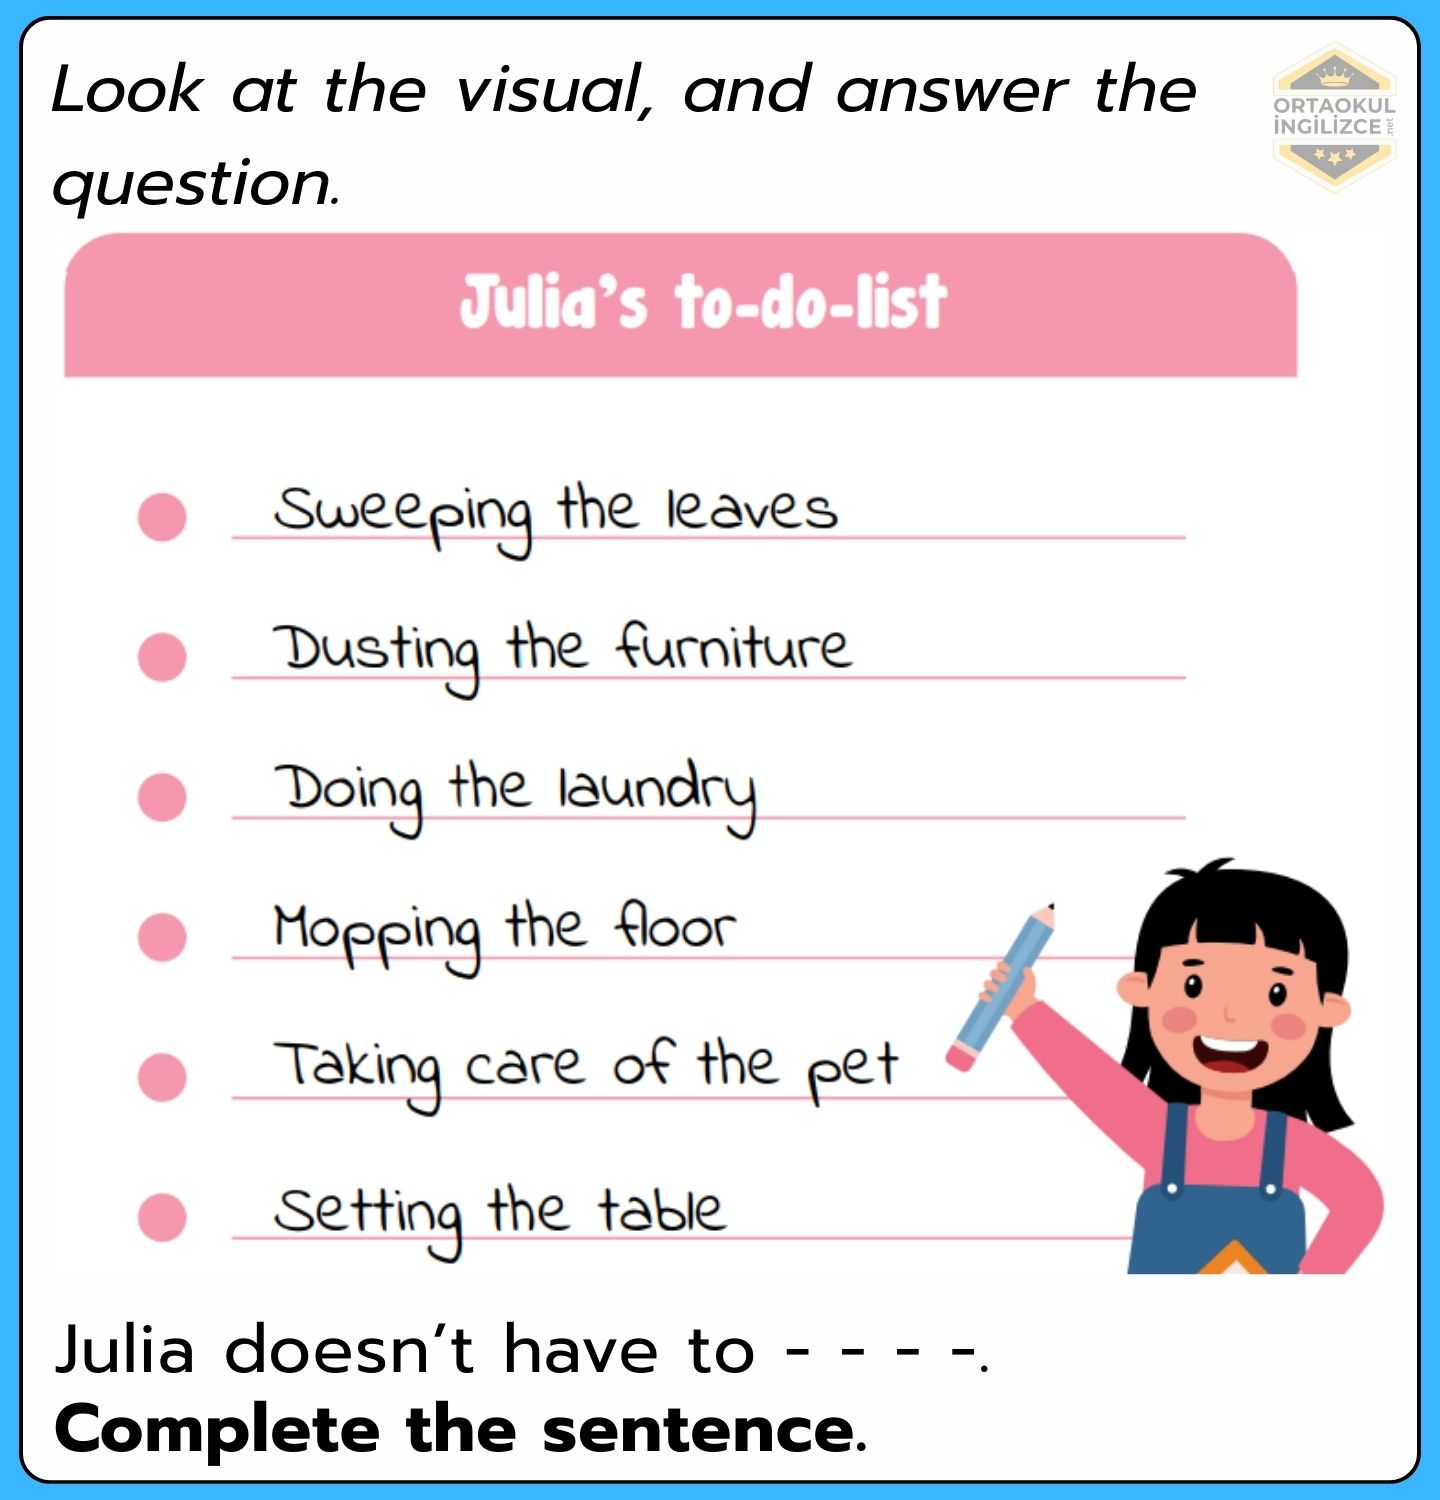 Look at the visual, and answer the
question.
ORTAOKUL
İNGİLİZCE .net
Julia's to-do-list
Sweeping the leaves
Dusting the furniture
Doing the laundry
Mopping the floor
Taking care of the pet
Setting the table
Julia doesn't have to - - - -.
Complete the sentence.